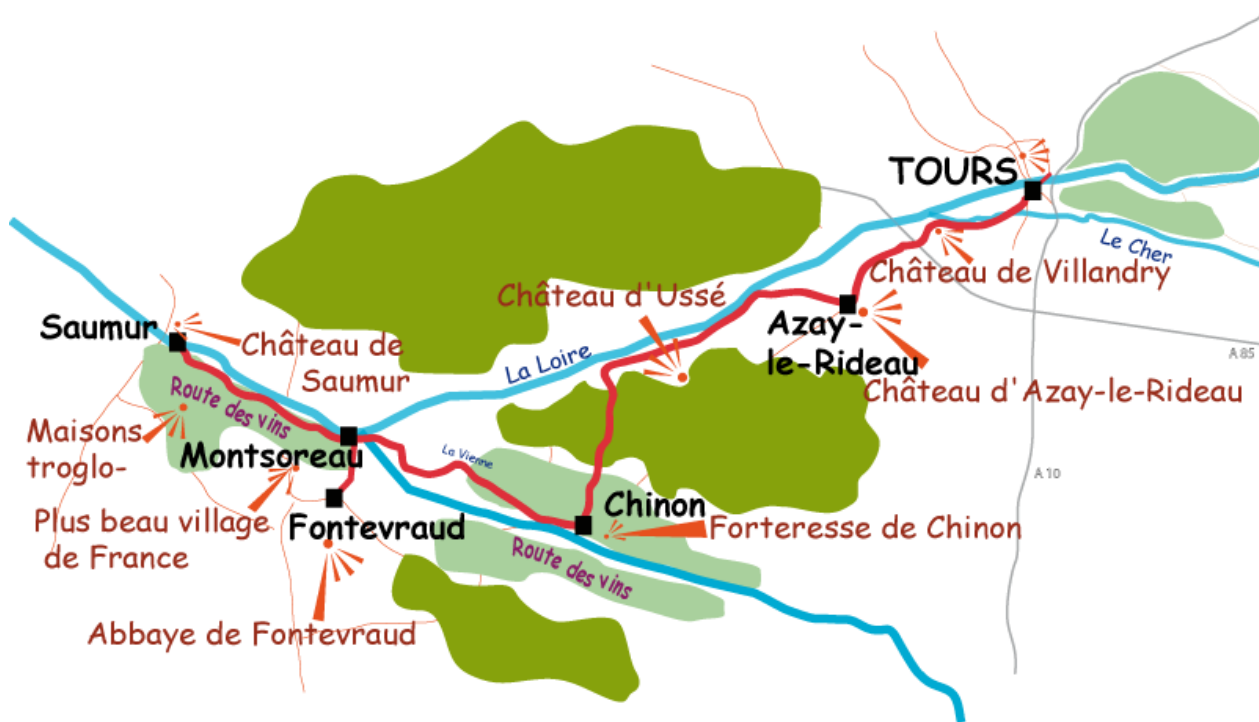 TOURS
Le Cher
Château de Villandry
Château d'Ussé
Azay-
le-Rideau
Château d'Azay-le-Rideau
A 85
Saumur
Château de
Saumur
La Loire
Route des vins
Maisons
troglo-
Montsoreau
La Vienne
A 10
Chinon
Forteresse de Chinon
Plus beau village
de France
Fontevraud
Route des vins
Abbaye de Fontevraud